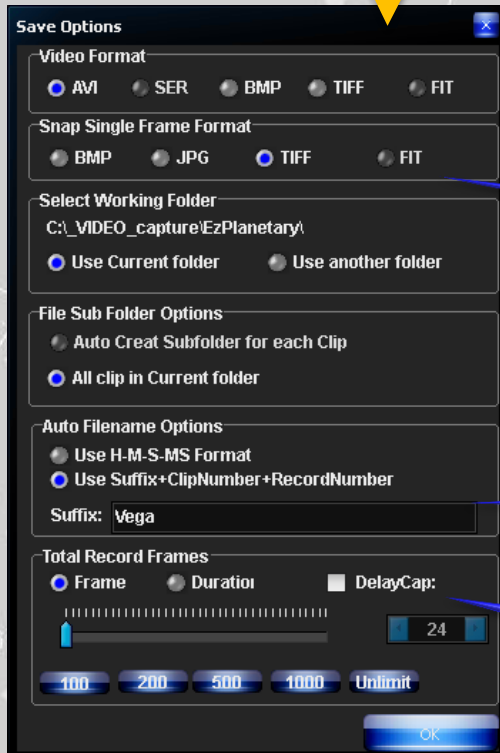 Save Options
Video Format
AVI SER BMP TIFF FIT
Snap Single Frame Format
BMP JPG TIFF FIT
Select Working Folder
C:\_VIDEO_capture\EzPlanetary\
Use Current folder Use another folder
File Sub Folder Options
Auto Creat Subfolder for each Clip
All clip in Current folder
Auto Filename Options
Use H-M-S-MS Format
Use Suffix+ClipNumber+RecordNumber
Suffix: Vega
Total Record Frames
Frame Duratior DelayCap:
24
100 200 500 1000 Unlimit
OK